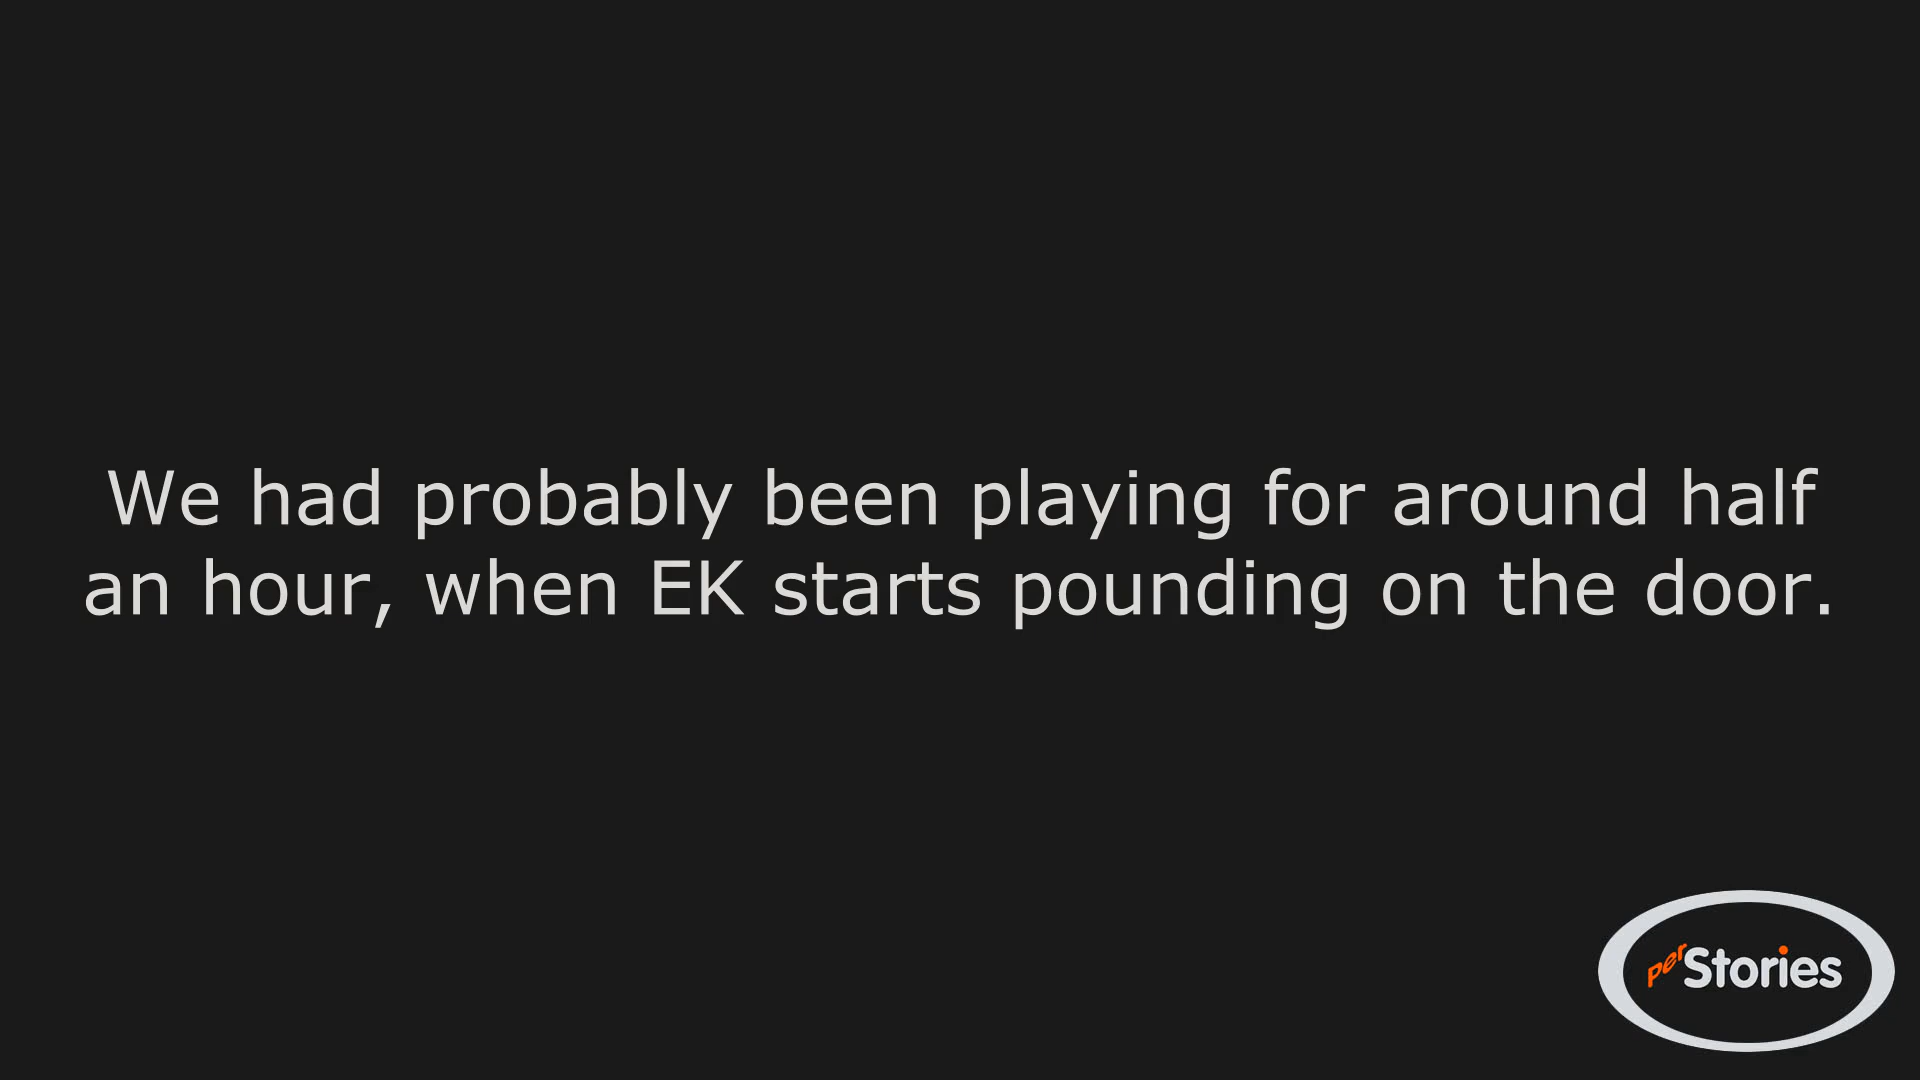 We had probably been playing for around half
an hour, when EK starts pounding on the door.
perStories